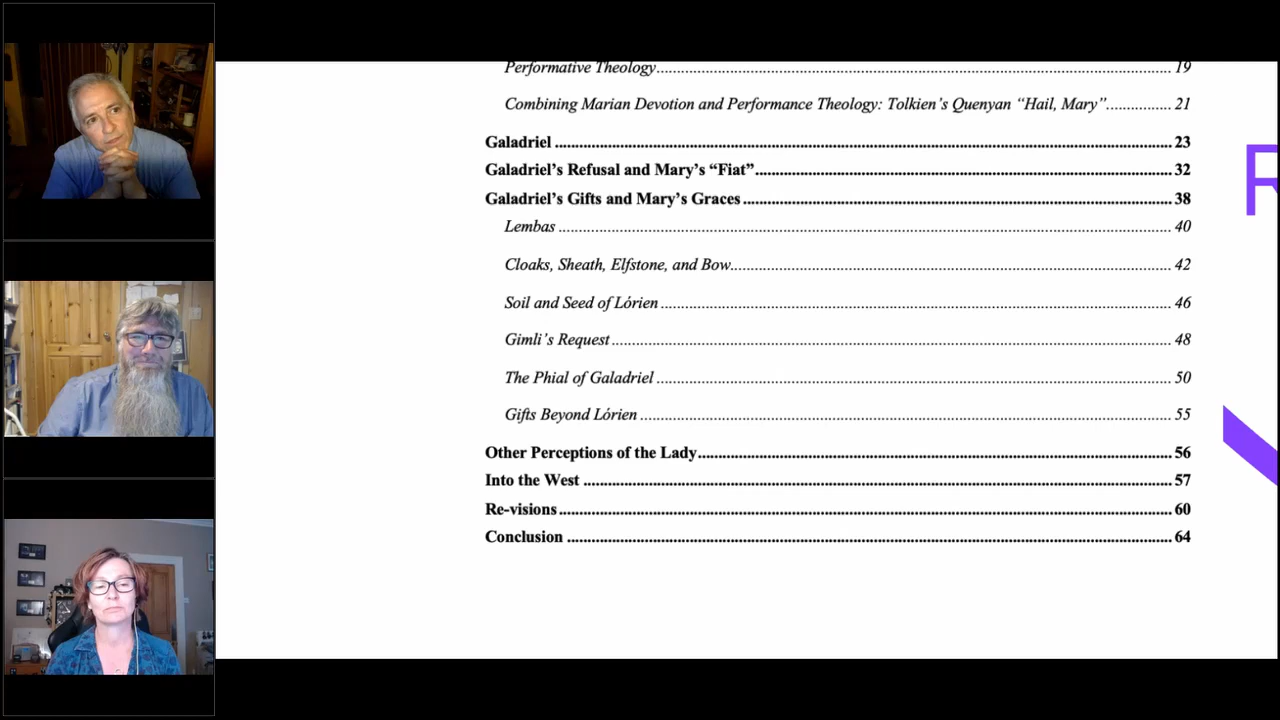 Performative Theology........ 19
Combining Marian Devotion and Performance Theology: Tolkien’s Quenyan “Hail, Mary”........ 21
Galadriel ........ 23
Galadriel’s Refusal and Mary’s “Fiat”........ 32
Galadriel’s Gifts and Mary’s Graces ........ 38
Lembas ........ 40
Cloaks, Sheath, Elfstone, and Bow........ 42
Soil and Seed of Lórien ........ 46
Gimli’s Request ........ 48
The Phial of Galadriel ........ 50
Gifts Beyond Lórien ........ 55
Other Perceptions of the Lady........ 56
Into the West ........ 57
Re-visions ........ 60
Conclusion ........ 64